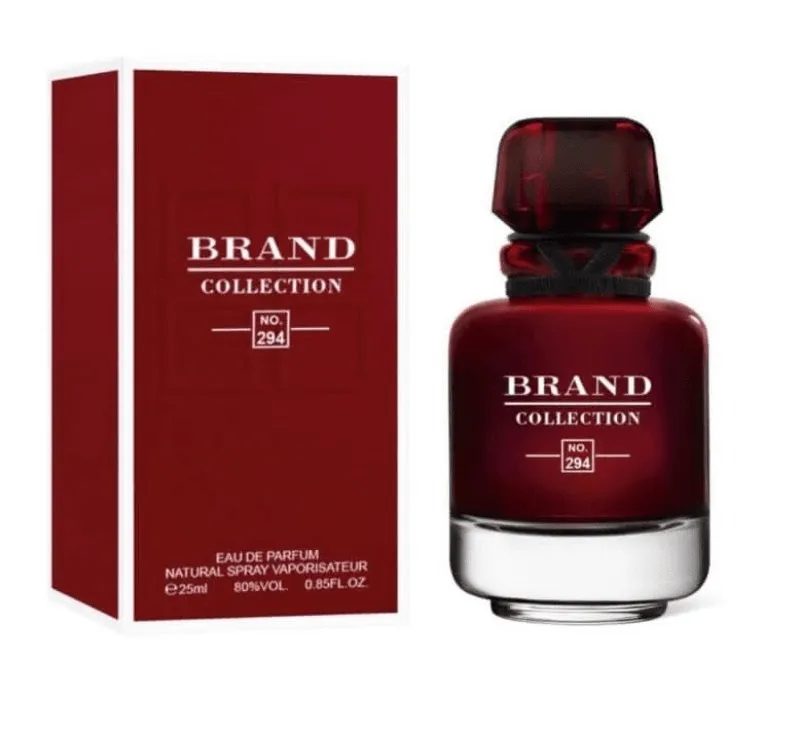 BRAND
COLLECTION
NO.
294
EAU DE PARFUM
NATURAL SPRAY VAPORISATEUR
℮25ml 80%VOL. 0.85FL.OZ.
BRAND
COLLECTION
NO.
294